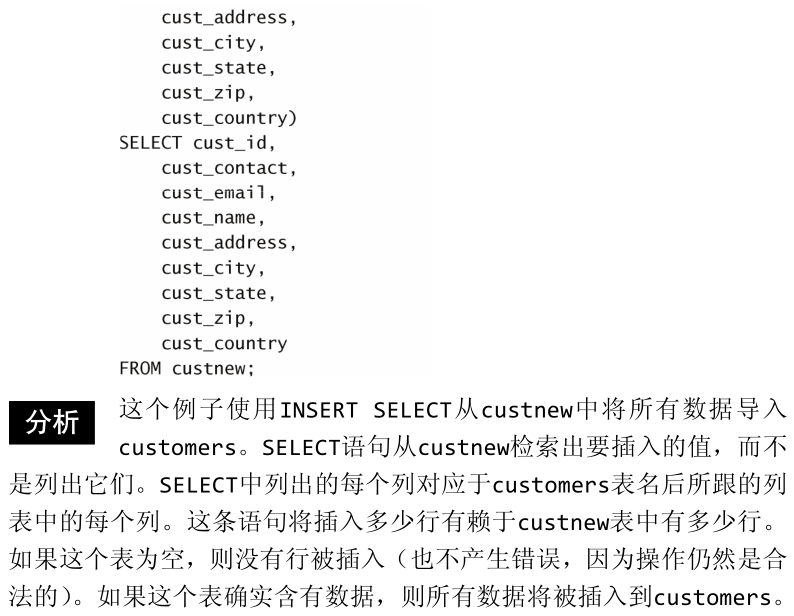 cust_address,
cust_city,
cust_state,
cust_zip,
cust_country)
SELECT cust_id,
cust_contact,
cust_email,
cust_name,
cust_address,
cust_city,
cust_state,
cust_zip,
cust_country
FROM custnew;
分析 这个例子使用INSERT SELECT从custnew中将所有数据导入
customers。SELECT语句从custnew检索出要插入的值，而不
是列出它们。SELECT中列出的每个列对应于customers表名后所跟的列
表中的每个列。这条语句将插入多少行有赖于custnew表中有多少行。
如果这个表为空，则没有行被插入（也不产生错误，因为操作仍然是合
法的）。如果这个表确实含有数据，则所有数据将被插入到customers。